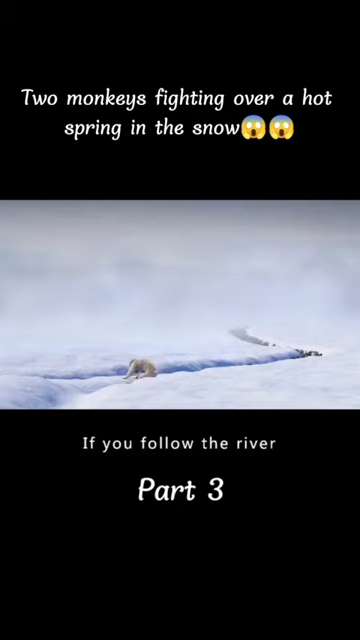 Two monkeys fighting over a hot
spring in the snow😱😱
If you follow the river
Part 3